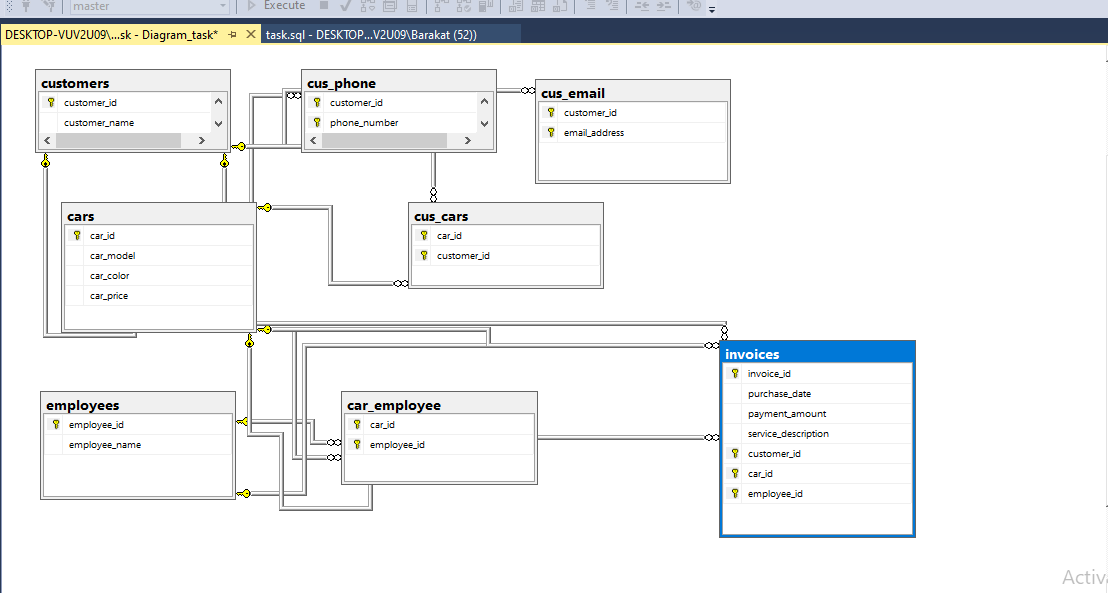 master
Execute
DESKTOP-VUV2U09\...sk - Diagram_task*
task.sql - DESKTOP...V2U09\Barakat (52))
customers
customer_id
customer_name
cus_phone
customer_id
phone_number
cus_email
customer_id
email_address
cars
car_id
car_model
car_color
car_price
cus_cars
car_id
customer_id
invoices
invoice_id
purchase_date
payment_amount
service_description
customer_id
car_id
employee_id
employees
employee_id
employee_name
car_employee
car_id
employee_id
Activ